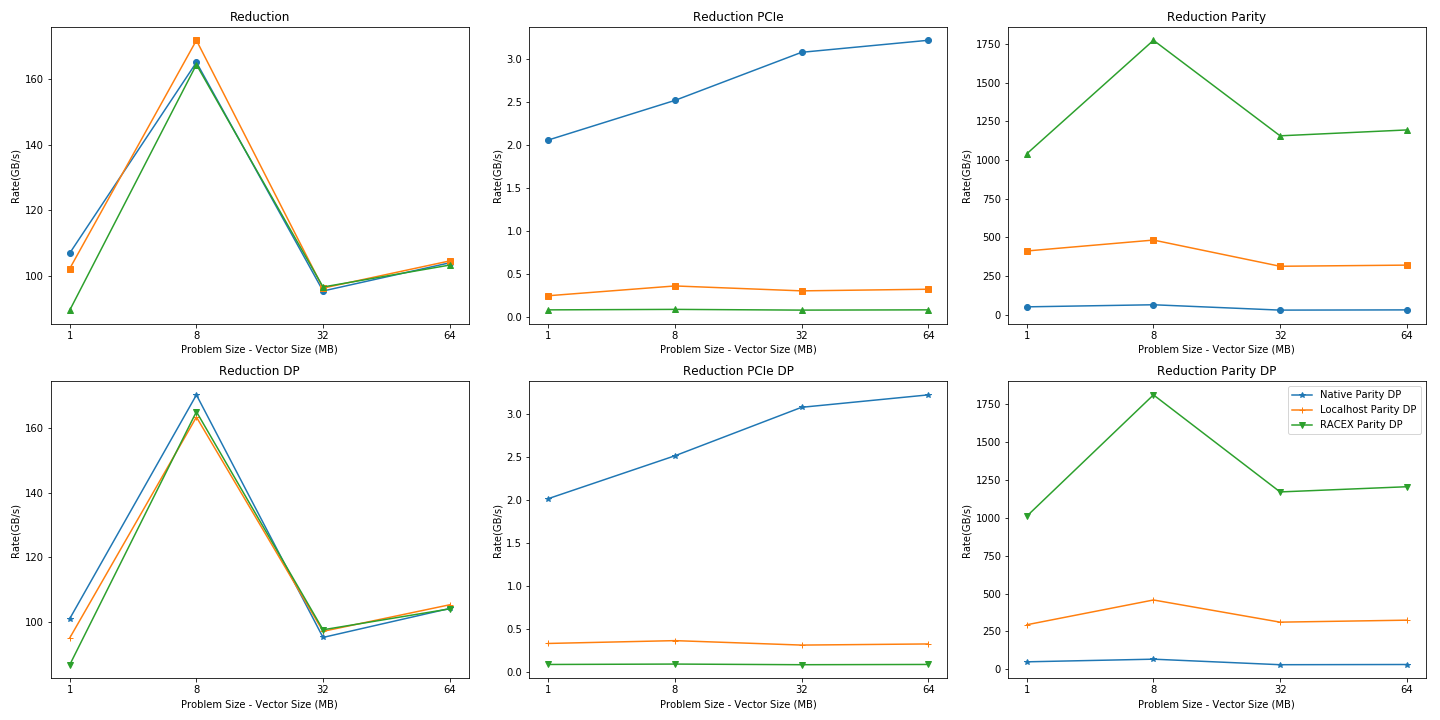 Reduction
160
140
120
100
Rate(GB/s)
1 8 32 64
Problem Size - Vector Size (MB)
Reduction PCIe
3.0
2.5
2.0
1.5
1.0
0.5
0.0
Rate(GB/s)
1 8 32 64
Problem Size - Vector Size (MB)
Reduction Parity
1750
1500
1250
1000
750
500
250
0
Rate(GB/s)
1 8 32 64
Problem Size - Vector Size (MB)
Reduction DP
160
140
120
100
Rate(GB/s)
1 8 32 64
Problem Size - Vector Size (MB)
Reduction PCIe DP
3.0
2.5
2.0
1.5
1.0
0.5
0.0
Rate(GB/s)
1 8 32 64
Problem Size - Vector Size (MB)
Reduction Parity DP
Native Parity DP
Localhost Parity DP
RACEX Parity DP
1750
1500
1250
1000
750
500
250
0
Rate(GB/s)
1 8 32 64
Problem Size - Vector Size (MB)